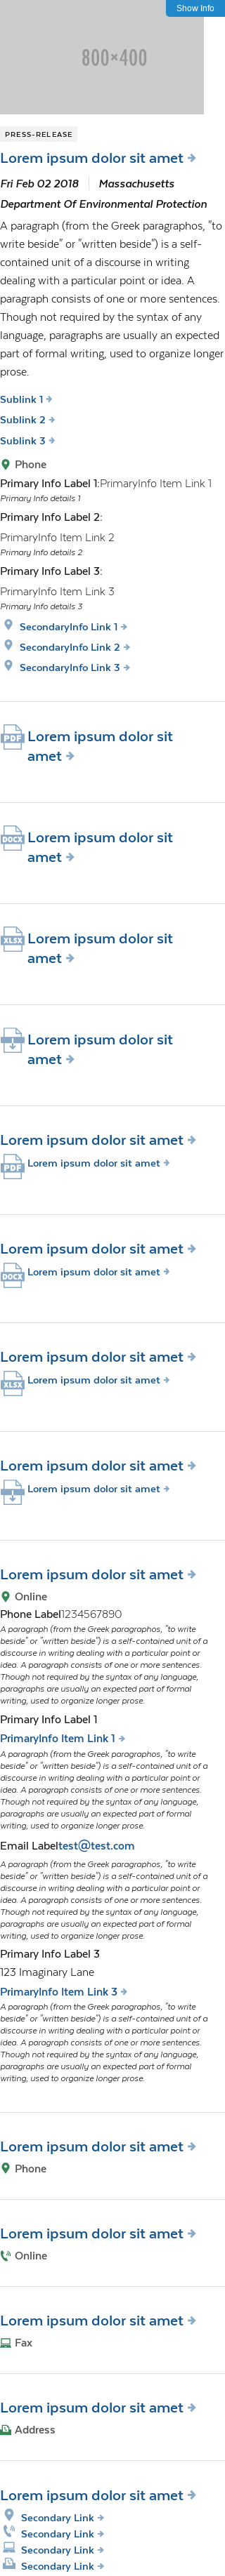 Show Info
800×400
PRESS-RELEASE
Lorem ipsum dolor sit amet
Fri Feb 02 2018 Massachusetts
Department Of Environmental Protection
A paragraph (from the Greek paragraphos, "to
write beside" or "written beside") is a self-
contained unit of a discourse in writing
dealing with a particular point or idea. A
paragraph consists of one or more sentences.
Though not required by the syntax of any
language, paragraphs are usually an expected
part of formal writing, used to organize longer
prose.
Sublink 1
Sublink 2
Sublink 3
Phone
Primary Info Label 1:PrimaryInfo Item Link 1
Primary Info details 1
Primary Info Label 2:
PrimaryInfo Item Link 2
Primary Info details 2
Primary Info Label 3:
PrimaryInfo Item Link 3
Primary Info details 3
SecondaryInfo Link 1
SecondaryInfo Link 2
SecondaryInfo Link 3
PDF
Lorem ipsum dolor sit
amet
DOCX
Lorem ipsum dolor sit
amet
XLSX
Lorem ipsum dolor sit
amet
Lorem ipsum dolor sit
amet
Lorem ipsum dolor sit amet
PDF Lorem ipsum dolor sit amet
Lorem ipsum dolor sit amet
DOCX Lorem ipsum dolor sit amet
Lorem ipsum dolor sit amet
XLSX Lorem ipsum dolor sit amet
Lorem ipsum dolor sit amet
Lorem ipsum dolor sit amet
Lorem ipsum dolor sit amet
Online
Phone Label1234567890
A paragraph (from the Greek paragraphos, "to write
beside" or "written beside") is a self-contained unit of a
discourse in writing dealing with a particular point or
idea. A paragraph consists of one or more sentences.
Though not required by the syntax of any language,
paragraphs are usually an expected part of formal
writing, used to organize longer prose.
Primary Info Label 1
PrimaryInfo Item Link 1
A paragraph (from the Greek paragraphos, "to write
beside" or "written beside") is a self-contained unit of a
discourse in writing dealing with a particular point or
idea. A paragraph consists of one or more sentences.
Though not required by the syntax of any language,
paragraphs are usually an expected part of formal
writing, used to organize longer prose.
Email Labeltest@test.com
A paragraph (from the Greek paragraphos, "to write
beside" or "written beside") is a self-contained unit of a
discourse in writing dealing with a particular point or
idea. A paragraph consists of one or more sentences.
Though not required by the syntax of any language,
paragraphs are usually an expected part of formal
writing, used to organize longer prose.
Primary Info Label 3
123 Imaginary Lane
PrimaryInfo Item Link 3
A paragraph (from the Greek paragraphos, "to write
beside" or "written beside") is a self-contained unit of a
discourse in writing dealing with a particular point or
idea. A paragraph consists of one or more sentences.
Though not required by the syntax of any language,
paragraphs are usually an expected part of formal
writing, used to organize longer prose.
Lorem ipsum dolor sit amet
Phone
Lorem ipsum dolor sit amet
Online
Lorem ipsum dolor sit amet
Fax
Lorem ipsum dolor sit amet
Address
Lorem ipsum dolor sit amet
Secondary Link
Secondary Link
Secondary Link
Secondary Link